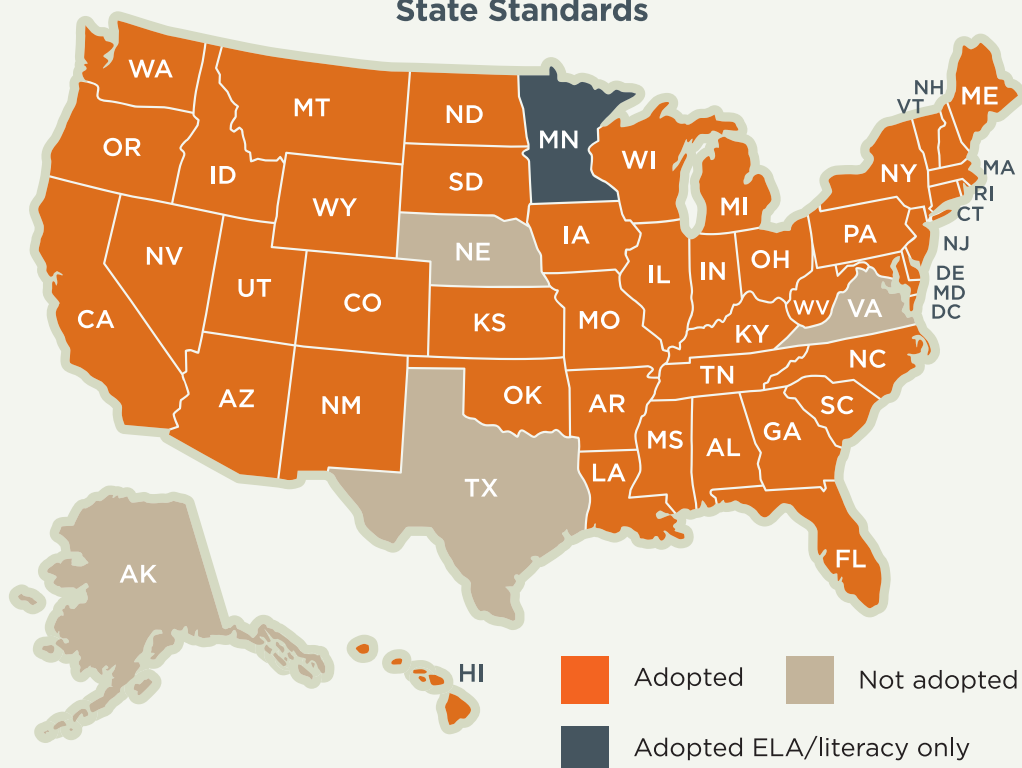 State Standards
WA
MT
ND
MN
OR
ID
SD
WI
WY
NH
VT
ME
NY
MI
MA
RI
CT
NV
NE
IA
PA
NJ
UT
CO
IL
IN
OH
DE
MD
DC
CA
KS
MO
WV
VA
KY
AZ
NM
OK
AR
TN
NC
SC
MS
AL
GA
LA
TX
FL
AK
HI
Adopted
Not adopted
Adopted ELA/literacy only